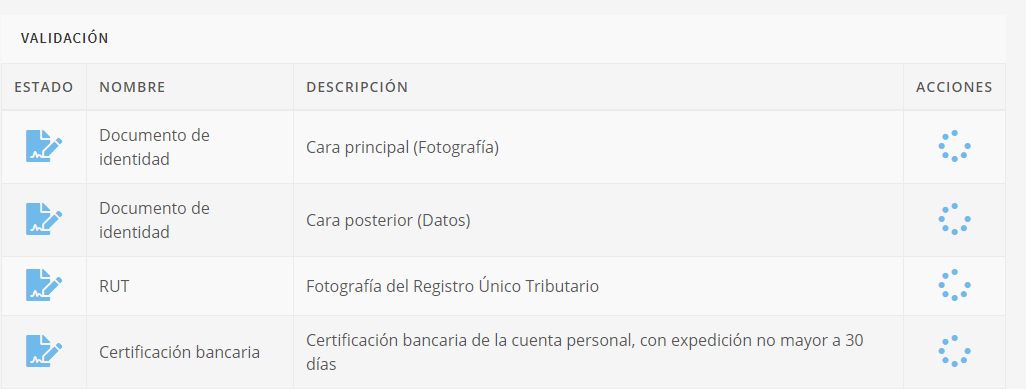 VALIDACIÓN
ESTADO NOMBRE DESCRIPCIÓN ACCIONES
Documento de
identidad
Cara principal (Fotografía)
Documento de
identidad
Cara posterior (Datos)
RUT
Fotografía del Registro Único Tributario
Certificación bancaria
Certificación bancaria de la cuenta personal, con expedición no mayor a 30
días